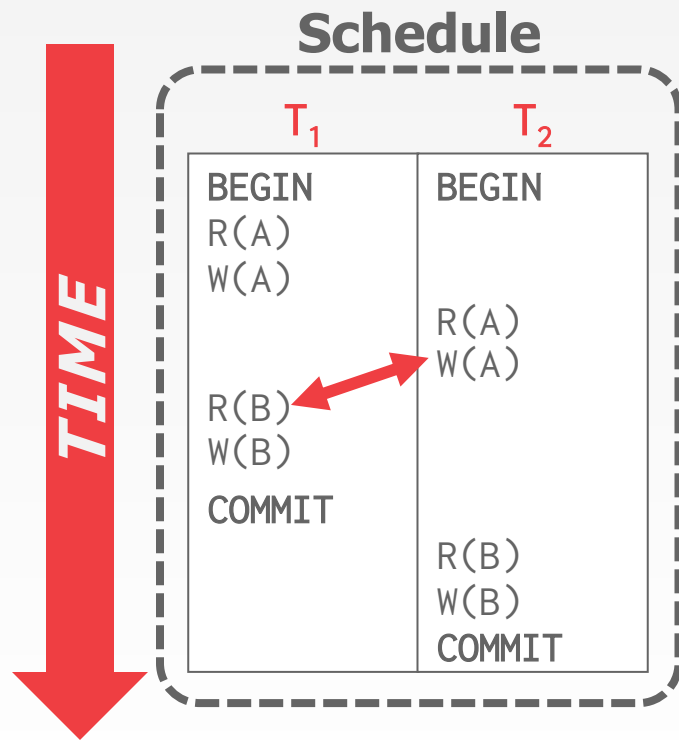 Schedule
TIME
T₁ T₂
BEGIN BEGIN
R(A)
W(A)
R(A)
W(A)
R(B)
W(B)
COMMIT
R(B)
W(B)
COMMIT